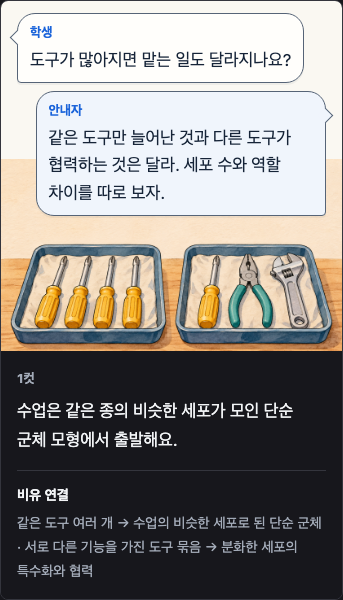 학생
도구가 많아지면 맡는 일도 달라지나요?
안내자
같은 도구만 늘어난 것과 다른 도구가
협력하는 것은 달라. 세포 수와 역할
차이를 따로 보자.
1컷
수업은 같은 종의 비슷한 세포가 모인 단순
군체 모형에서 출발해요.
비유 연결
같은 도구 여러 개 → 수업의 비슷한 세포로 된 단순 군체
· 서로 다른 기능을 가진 도구 묶음 → 분화한 세포의
특수화와 협력